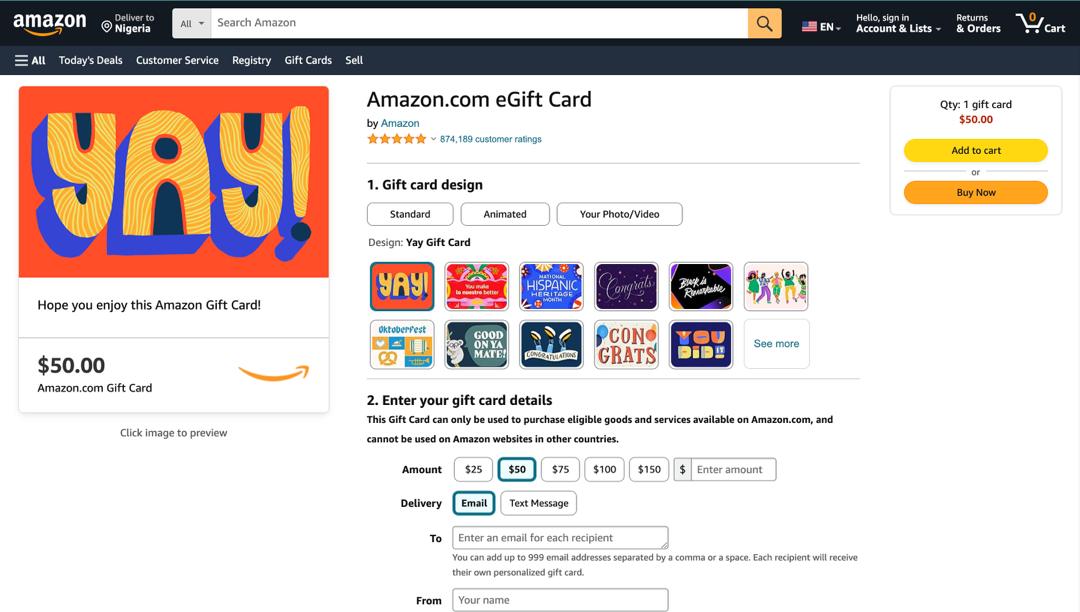 amazon
Deliver to
Nigeria
All
Search Amazon
EN
Hello, sign in
Account & Lists
Returns
& Orders
0
Cart
All
Today's Deals
Customer Service
Registry
Gift Cards
Sell
YAY!
Hope you enjoy this Amazon Gift Card!
$50.00
Amazon.com Gift Card
Click image to preview
Amazon.com eGift Card
by Amazon
874,189 customer ratings
1. Gift card design
Standard
Animated
Your Photo/Video
Design: Yay Gift Card
YAY!
You make
lo nuestro better
NATIONAL
HISPANIC
HERITAGE
MONTH
Congrats
Black is
Remarkable
Oktoberfest
GOOD
ON YA
MATE!
CONGRATULATIONS
CON
GRATS
YOU
DID IT
See more
2. Enter your gift card details
This Gift Card can only be used to purchase eligible goods and services available on Amazon.com, and
cannot be used on Amazon websites in other countries.
Amount
$25
$50
$75
$100
$150
$
Enter amount
Delivery
Email
Text Message
To
Enter an email for each recipient
You can add up to 999 email addresses separated by a comma or a space. Each recipient will receive
their own personalized gift card.
From
Your name
Qty: 1 gift card
$50.00
Add to cart
or
Buy Now